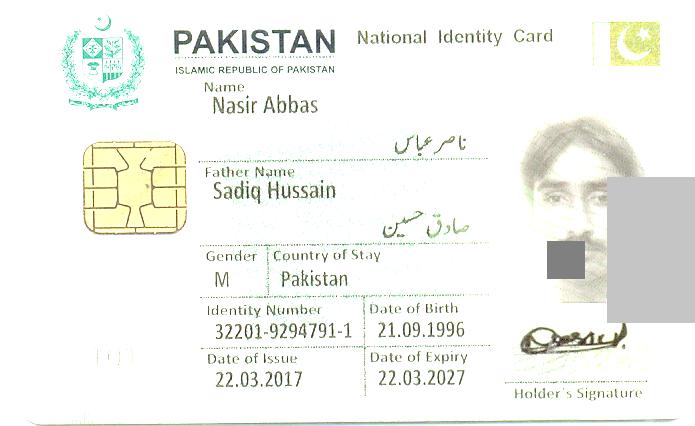 PAKISTAN National Identity Card
ISLAMIC REPUBLIC OF PAKISTAN
Name
Nasir Abbas
ناصر عباس
Father Name
Sadiq Hussain
صادق حسین
Gender Country of Stay
M Pakistan
Identity Number Date of Birth
32201-9294791-1 21.09.1996
Date of Issue Date of Expiry
22.03.2017 22.03.2027
Holder's Signature